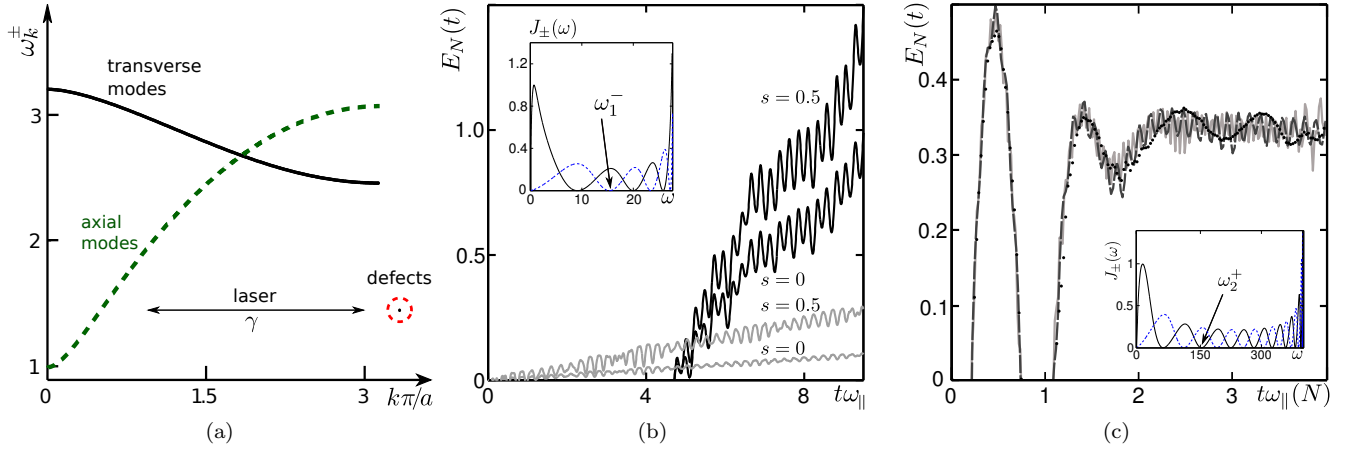 ω_k^±
transverse
modes
3
2
axial
modes
defects
laser
γ
1
0
1.5
3
kπ/a
(a)
E_N(t)
J_±(ω)
1.2
0.8
0.4
0
0
10
20
ω
ω_1^-
s = 0.5
1.0
0.5
s = 0
s = 0.5
s = 0
0
0
4
8
tω_||
(b)
E_N(t)
0.4
0.3
0.2
0.1
0
J_±(ω)
1
0.5
0
0
150
300
ω
ω_2^+
0
1
2
3
tω_||(N)
(c)